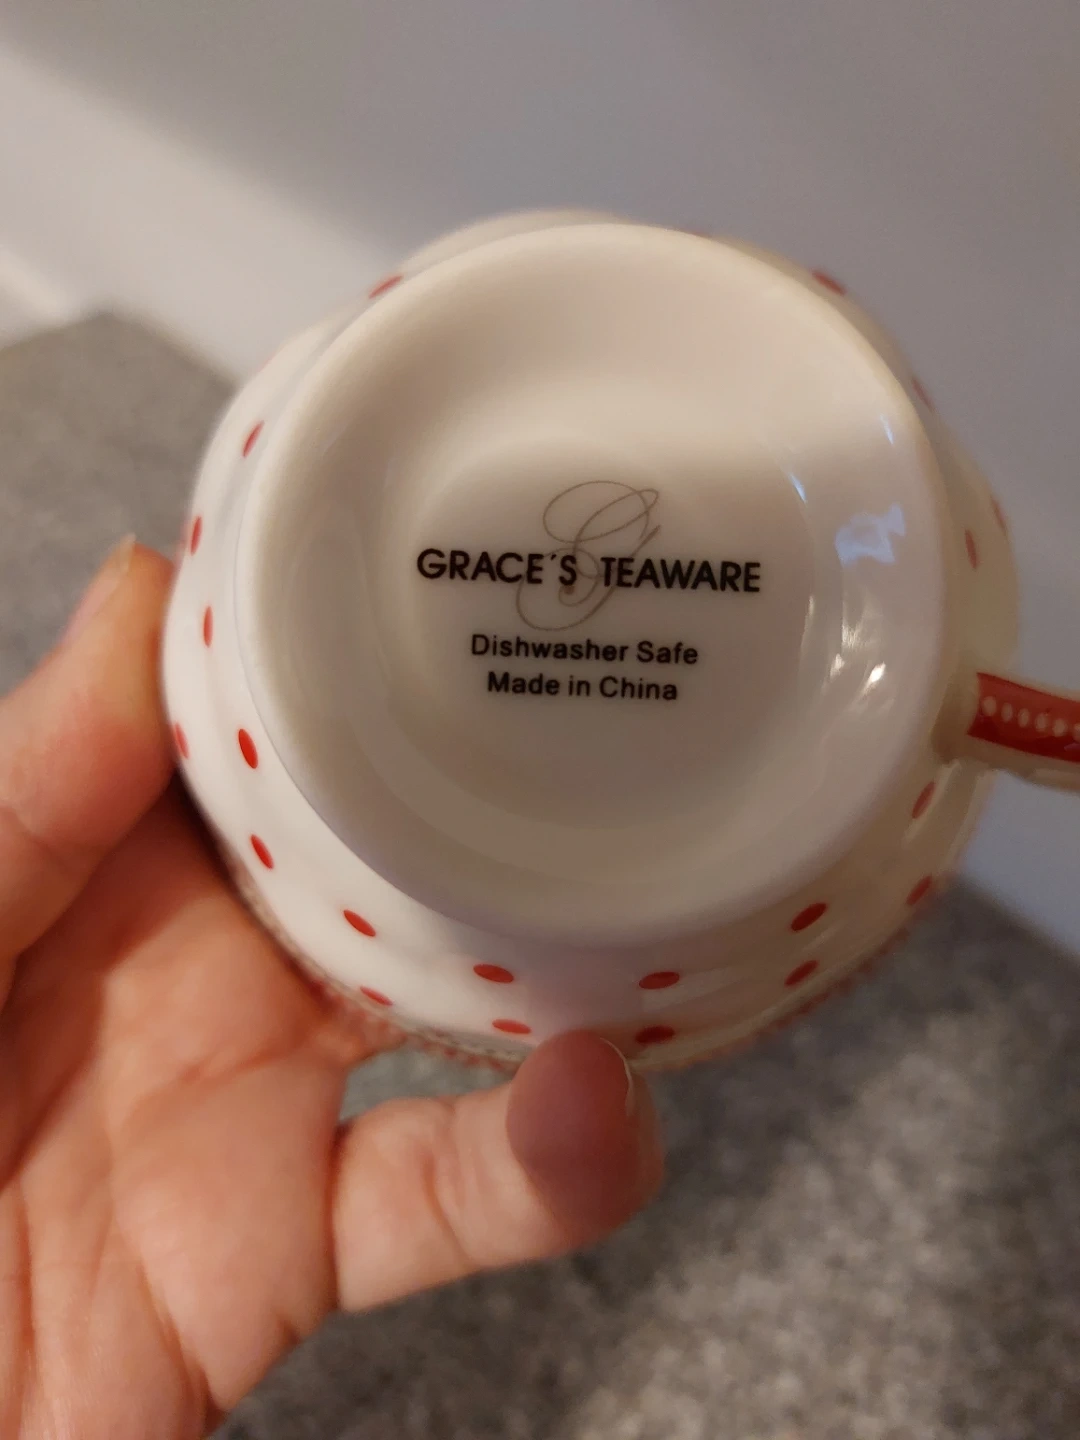 G
GRACE´S TEAWARE
Dishwasher Safe
Made in China